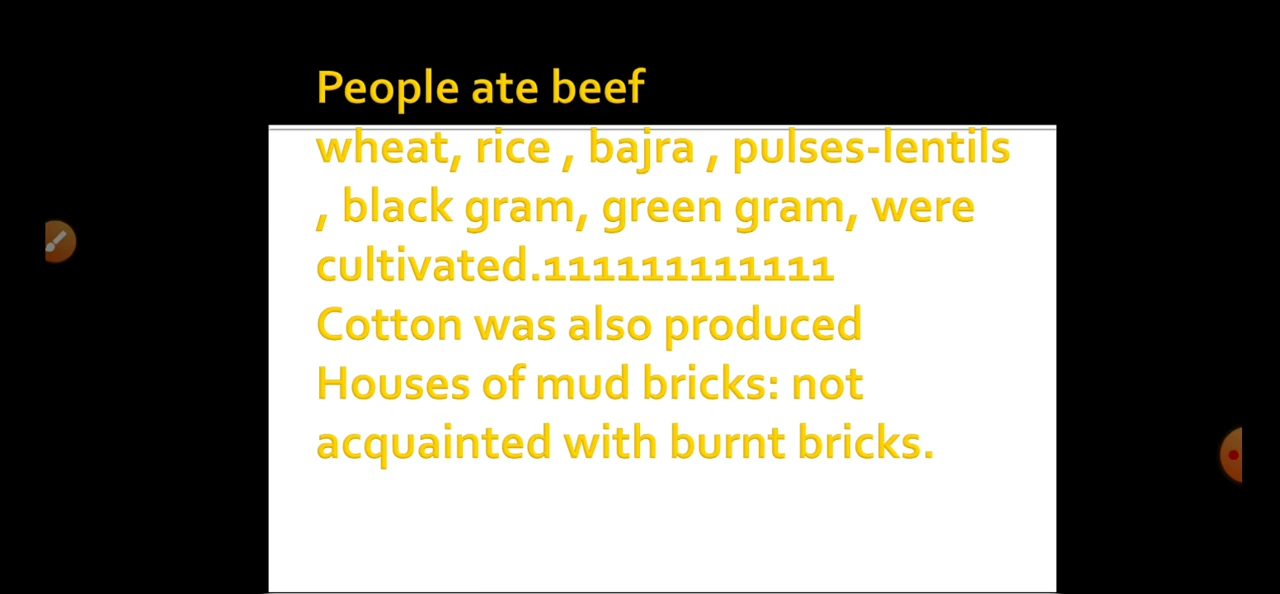 People ate beef
wheat, rice , bajra , pulses-lentils
, black gram, green gram, were
cultivated.111111111111
Cotton was also produced
Houses of mud bricks: not
acquainted with burnt bricks.